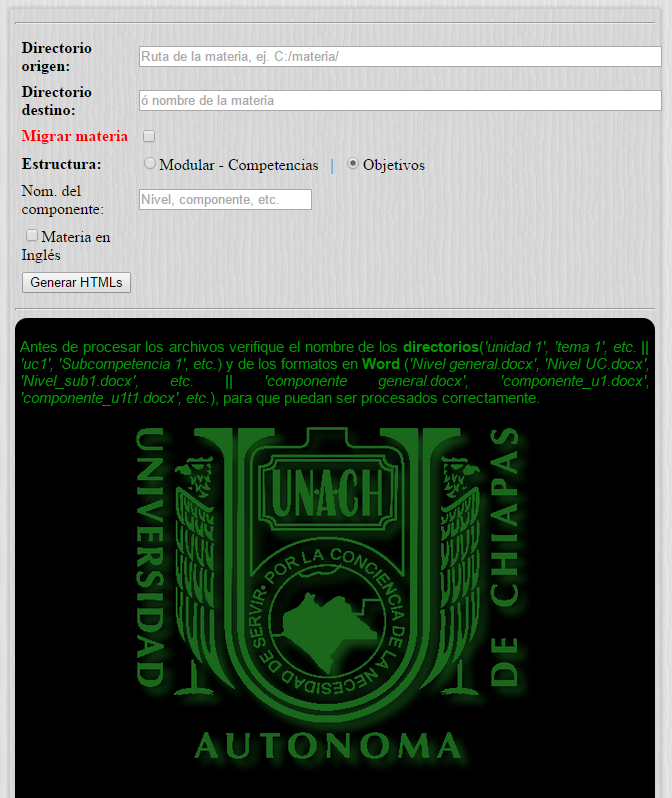 Directorio
origen:
Ruta de la materia, ej. C:/materia/
Directorio
destino:
ó nombre de la materia
Migrar materia
Estructura:
Modular - Competencias | Objetivos
Nom. del
componente:
Nivel, componente, etc.
Materia en
Inglés
Generar HTMLs
Antes de procesar los archivos verifique el nombre de los directorios('unidad 1', 'tema 1', etc. ||
'uc1', 'Subcompetencia 1', etc.) y de los formatos en Word ('Nivel general.docx', 'Nivel UC.docx',
'Nivel_sub1.docx', etc. || 'componente general.docx', 'componente_u1.docx',
'componente_u1t1.docx', etc.), para que puedan ser procesados correctamente.
UNIVERSIDAD
UNACH
POR LA CONCIENCIA DE LA NECESIDAD DE SERVIR
DE CHIAPAS
AUTONOMA